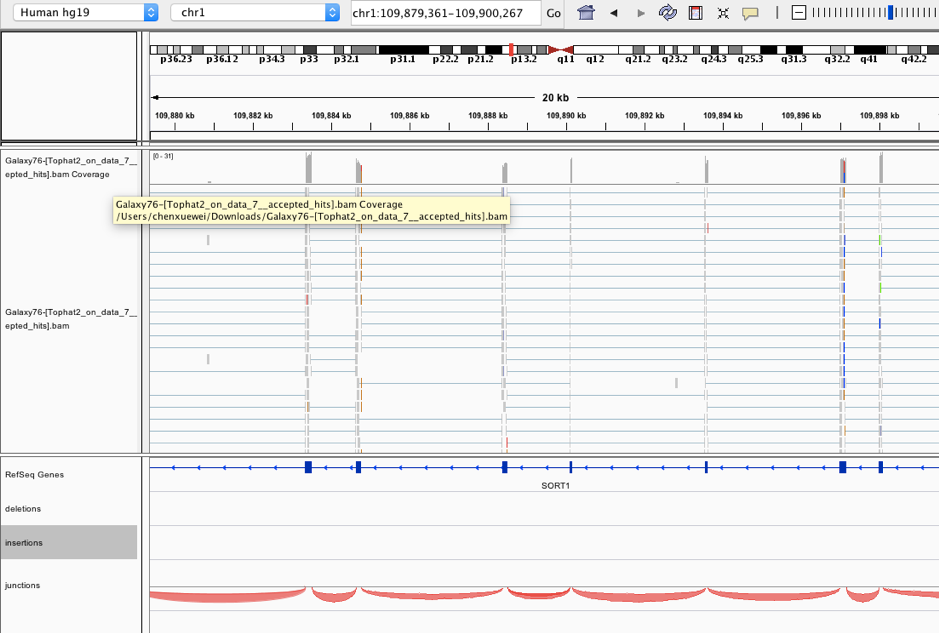 Human hg19 chr1 chr1:109,879,361-109,900,267 Go
p36.23 p36.12 p34.3 p33 p32.1 p31.1 p22.2 p21.2 p13.2 q11 q12 q21.2 q23.2 q24.3 q25.3 q31.3 q32.2 q41 q42.2
20 kb
109,880 kb 109,882 kb 109,884 kb 109,886 kb 109,888 kb 109,890 kb 109,892 kb 109,894 kb 109,896 kb 109,898 kb
[0 - 31]
Galaxy76-[Tophat2_on_data_7__
epted_hits].bam Coverage
Galaxy76-[Tophat2_on_data_7__accepted_hits].bam Coverage
/Users/chenxuewei/Downloads/Galaxy76-[Tophat2_on_data_7__accepted_hits].bam
Galaxy76-[Tophat2_on_data_7__
epted_hits].bam
RefSeq Genes
SORT1
deletions
insertions
junctions